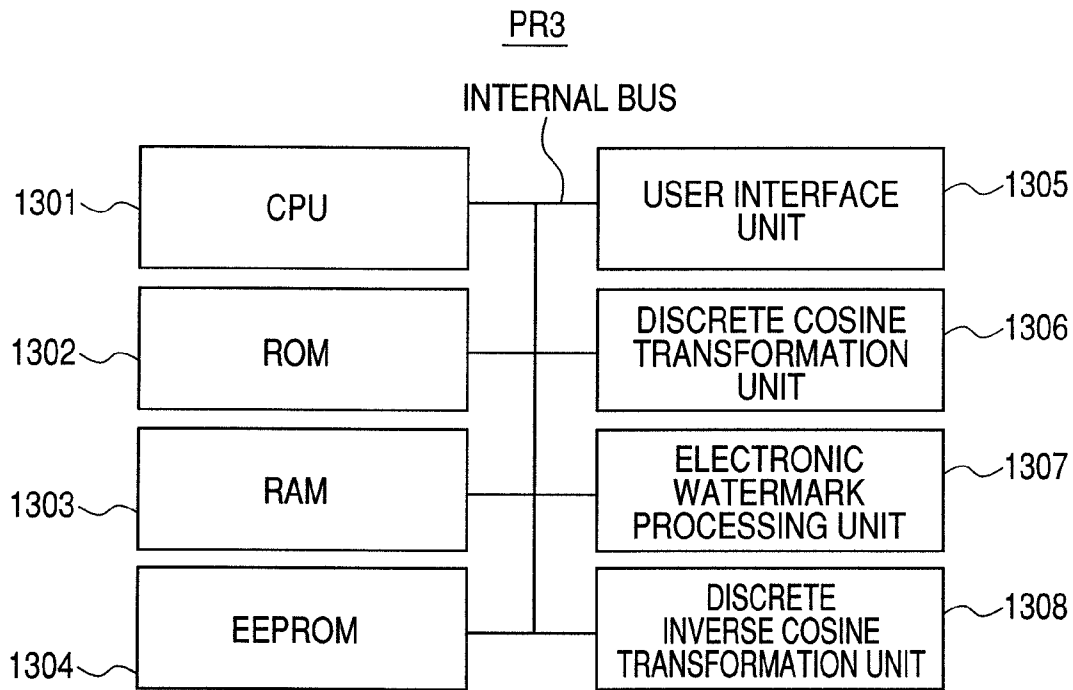 PR3
INTERNAL BUS
1301
CPU
USER INTERFACE
UNIT
1305
1302
ROM
DISCRETE COSINE
TRANSFORMATION
UNIT
1306
1303
RAM
ELECTRONIC
WATERMARK
PROCESSING UNIT
1307
1304
EEPROM
DISCRETE
INVERSE COSINE
TRANSFORMATION UNIT
1308